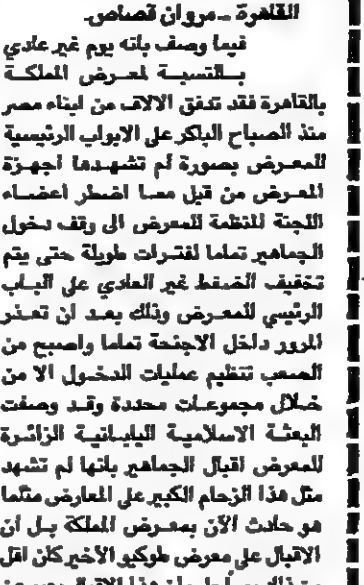 القاهرة ـ مروان قصاص.
فيما وصف بانه يوم غير عادي
بالنسبة لمعرض المملكة
بالقاهرة فقد تدفق الالاف من ابناء مصر
منذ الصباح الباكر على الابواب الرئيسية
للمعرض بصورة لم تشهدها اجهزة
المعرض من قبل مما اضطر اعضاء
اللجنة المنظمة للمعرض الى وقف دخول
الجماهير تماما لفترات طويلة حتى يتم
تخفيف الضغط غير العادي على الباب
الرئيسي للمعرض وذلك بعد ان تعذر
المرور داخل الاجنحة تماما واصبح من
الصعب تنظيم عمليات الدخول الا من
خلال مجموعات محددة وقد وصفت
البعثة الاسلامية اليابانية الزائرة
للمعرض اقبال الجماهير بانها لم تشهد
مثل هذا الزحام الكبير على المعارض مثلما
هو حادث الآن بمعرض المملكة بل ان
الاقبال على معرض طوكيو الأخير كان اقل